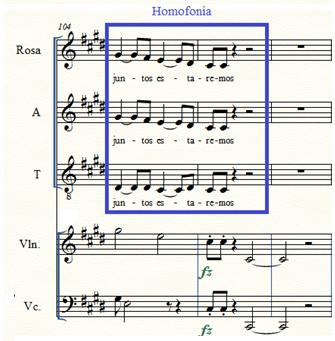 Homofonía
104
Rosa
jun - tos es - ta - re-mos
A
jun - tos es - ta - re-mos
T
8
jun - tos es - ta - re-mos
Vln.
fz
Vc.
fz